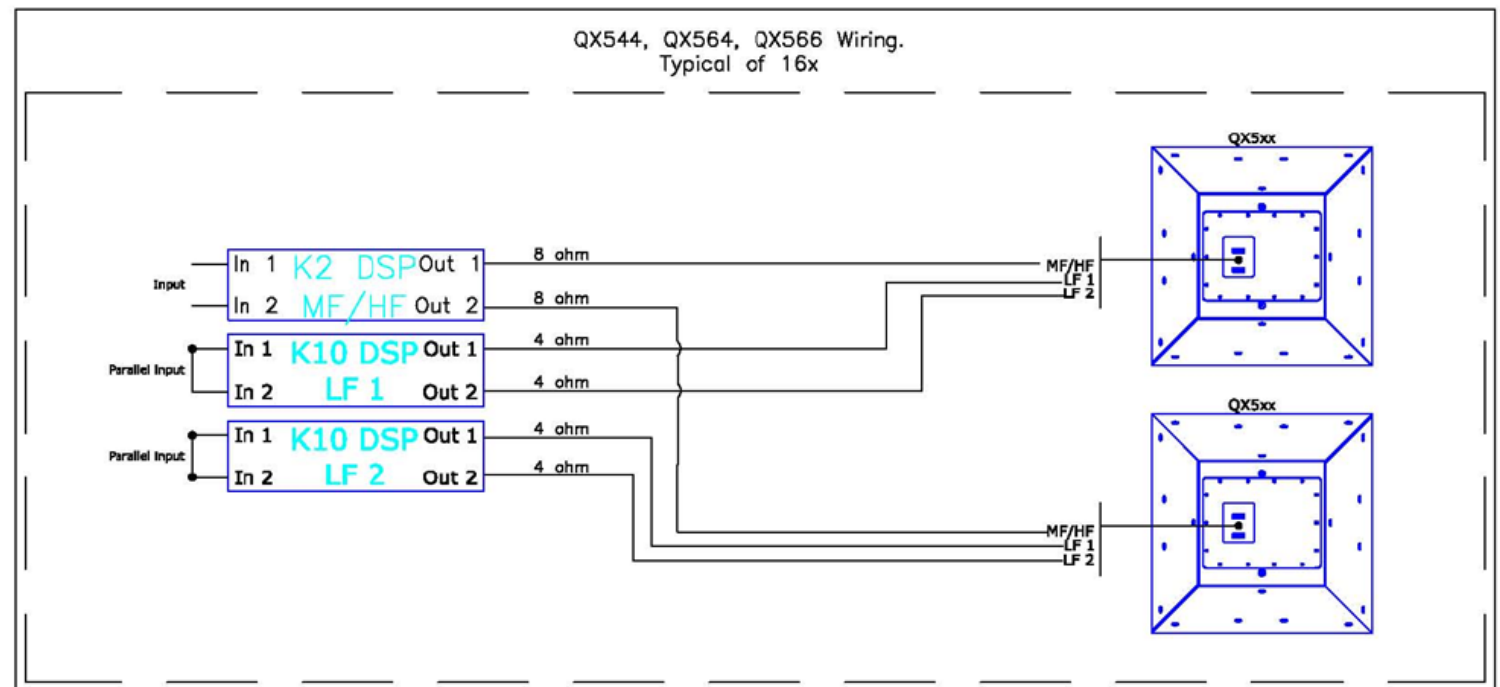 QX544, QX564, QX566 Wiring.
Typical of 16x
QX5xx
In 1 K2 DSP Out 1
8 ohm
MF/HF
LF 1
LF 2
Input
In 2 MF/HF Out 2
8 ohm
In 1 K10 DSP Out 1
4 ohm
Parallel Input
In 2 LF 1 Out 2
4 ohm
QX5xx
In 1 K10 DSP Out 1
4 ohm
Parallel Input
In 2 LF 2 Out 2
4 ohm
MF/HF
LF 1
LF 2